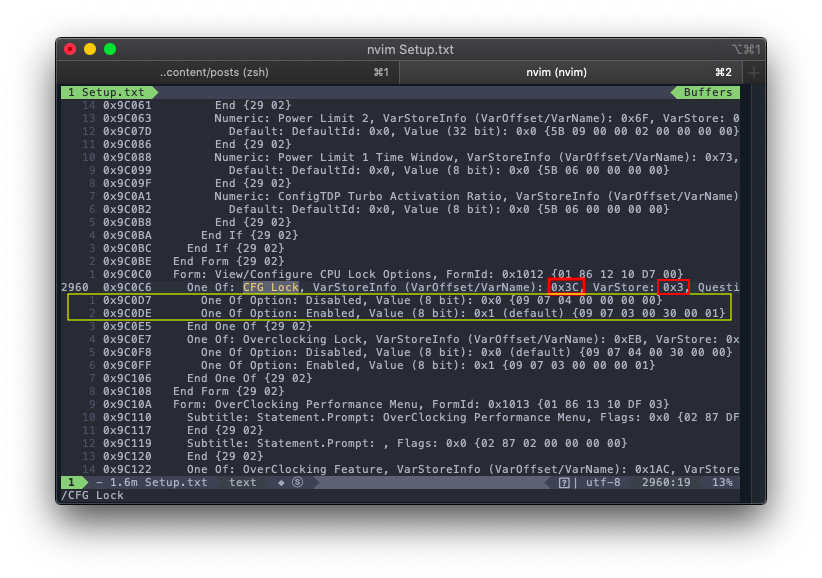 nvim Setup.txt
⌥⌘1
..content/posts (zsh) ⌘1 nvim (nvim) ⌘2 +
1 Setup.txt Buffers
14 0x9C061 End {29 02}
13 0x9C063 Numeric: Power Limit 2, VarStoreInfo (VarOffset/VarName): 0x6F, VarStore: 0
12 0x9C07D Default: DefaultId: 0x0, Value (32 bit): 0x0 {5B 09 00 00 02 00 00 00 00}
11 0x9C086 End {29 02}
10 0x9C088 Numeric: Power Limit 1 Time Window, VarStoreInfo (VarOffset/VarName): 0x73,
9 0x9C099 Default: DefaultId: 0x0, Value (8 bit): 0x0 {5B 06 00 00 00 00}
8 0x9C09F End {29 02}
7 0x9C0A1 Numeric: ConfigTDP Turbo Activation Ratio, VarStoreInfo (VarOffset/VarName)
6 0x9C0B2 Default: DefaultId: 0x0, Value (8 bit): 0x0 {5B 06 00 00 00 00}
5 0x9C0B8 End {29 02}
4 0x9C0BA End If {29 02}
3 0x9C0BC End If {29 02}
2 0x9C0BE End Form {29 02}
1 0x9C0C0 Form: View/Configure CPU Lock Options, FormId: 0x1012 {01 86 12 10 D7 00}
2960 0x9C0C6 One Of: CFG Lock, VarStoreInfo (VarOffset/VarName): 0x3C, VarStore: 0x3, Questi
1 0x9C0D7 One Of Option: Disabled, Value (8 bit): 0x0 {09 07 04 00 00 00 00}
2 0x9C0DE One Of Option: Enabled, Value (8 bit): 0x1 (default) {09 07 03 00 30 00 01}
3 0x9C0E5 End One Of {29 02}
4 0x9C0E7 One Of: Overclocking Lock, VarStoreInfo (VarOffset/VarName): 0xEB, VarStore: 0x
5 0x9C0F8 One Of Option: Disabled, Value (8 bit): 0x0 (default) {09 07 04 00 30 00 00}
6 0x9C0FF One Of Option: Enabled, Value (8 bit): 0x1 {09 07 03 00 00 00 01}
7 0x9C106 End One Of {29 02}
8 0x9C108 End Form {29 02}
9 0x9C10A Form: OverClocking Performance Menu, FormId: 0x1013 {01 86 13 10 DF 03}
10 0x9C110 Subtitle: Statement.Prompt: OverClocking Performance Menu, Flags: 0x0 {02 87 DF
11 0x9C117 End {29 02}
12 0x9C119 Subtitle: Statement.Prompt: , Flags: 0x0 {02 87 02 00 00 00 00}
13 0x9C120 End {29 02}
14 0x9C122 One Of: OverClocking Feature, VarStoreInfo (VarOffset/VarName): 0x1AC, VarStore
1 − 1.6m Setup.txt text ❖ Ⓢ | utf-8 2960:19 13%
/CFG Lock